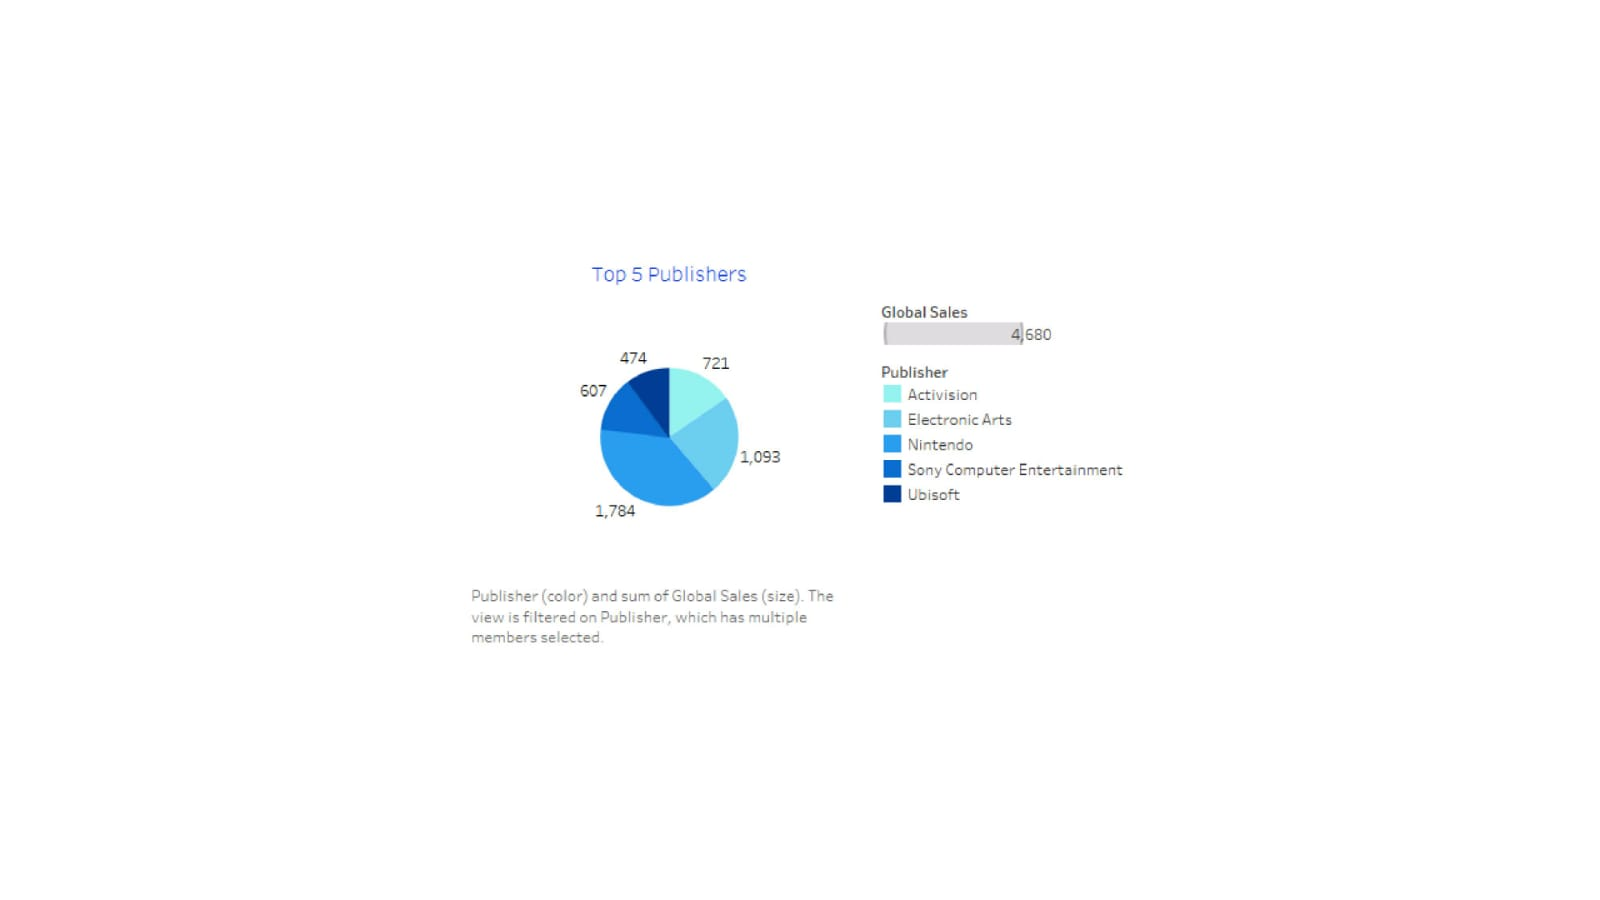 Top 5 Publishers
474
721
607
1,093
1,784
Global Sales
4,680
Publisher
Activision
Electronic Arts
Nintendo
Sony Computer Entertainment
Ubisoft
Publisher (color) and sum of Global Sales (size). The
view is filtered on Publisher, which has multiple
members selected.